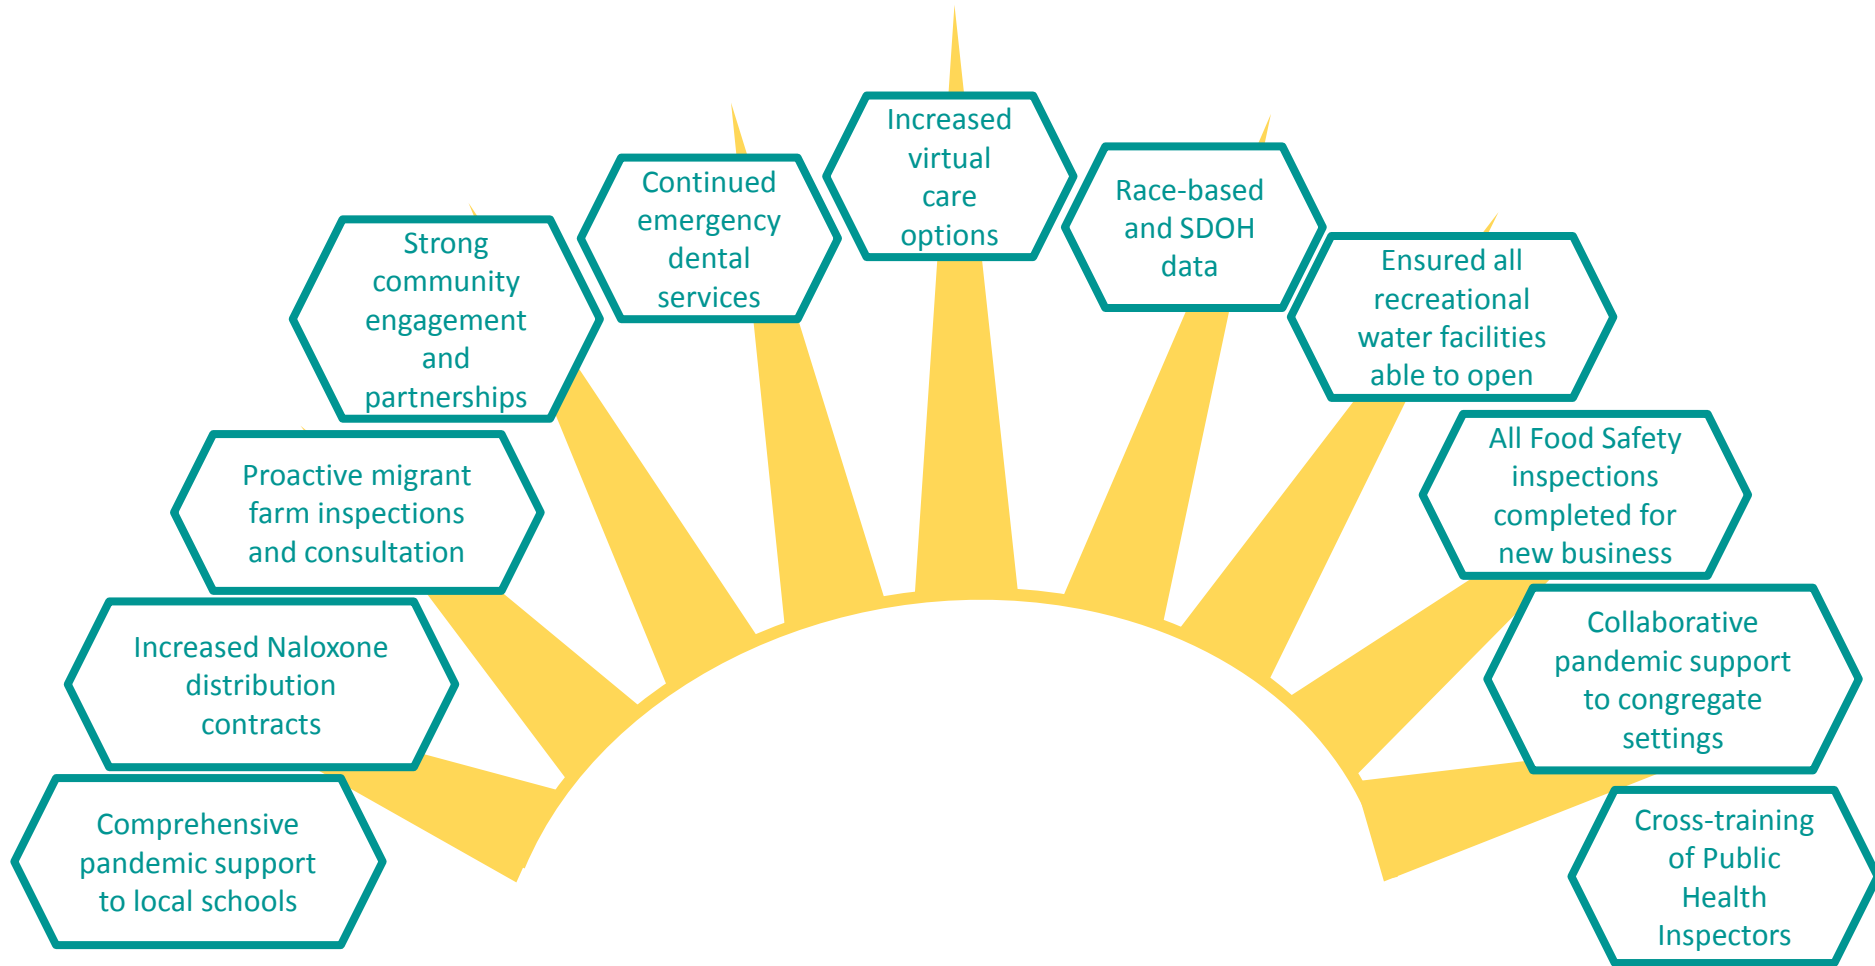 Comprehensive
pandemic support
to local schools
Increased Naloxone
distribution
contracts
Proactive migrant
farm inspections
and consultation
Strong
community
engagement
and
partnerships
Continued
emergency
dental
services
Increased
virtual
care
options
Race-based
and SDOH
data
Ensured all
recreational
water facilities
able to open
All Food Safety
inspections
completed for
new business
Collaborative
pandemic support
to congregate
settings
Cross-training
of Public
Health
Inspectors